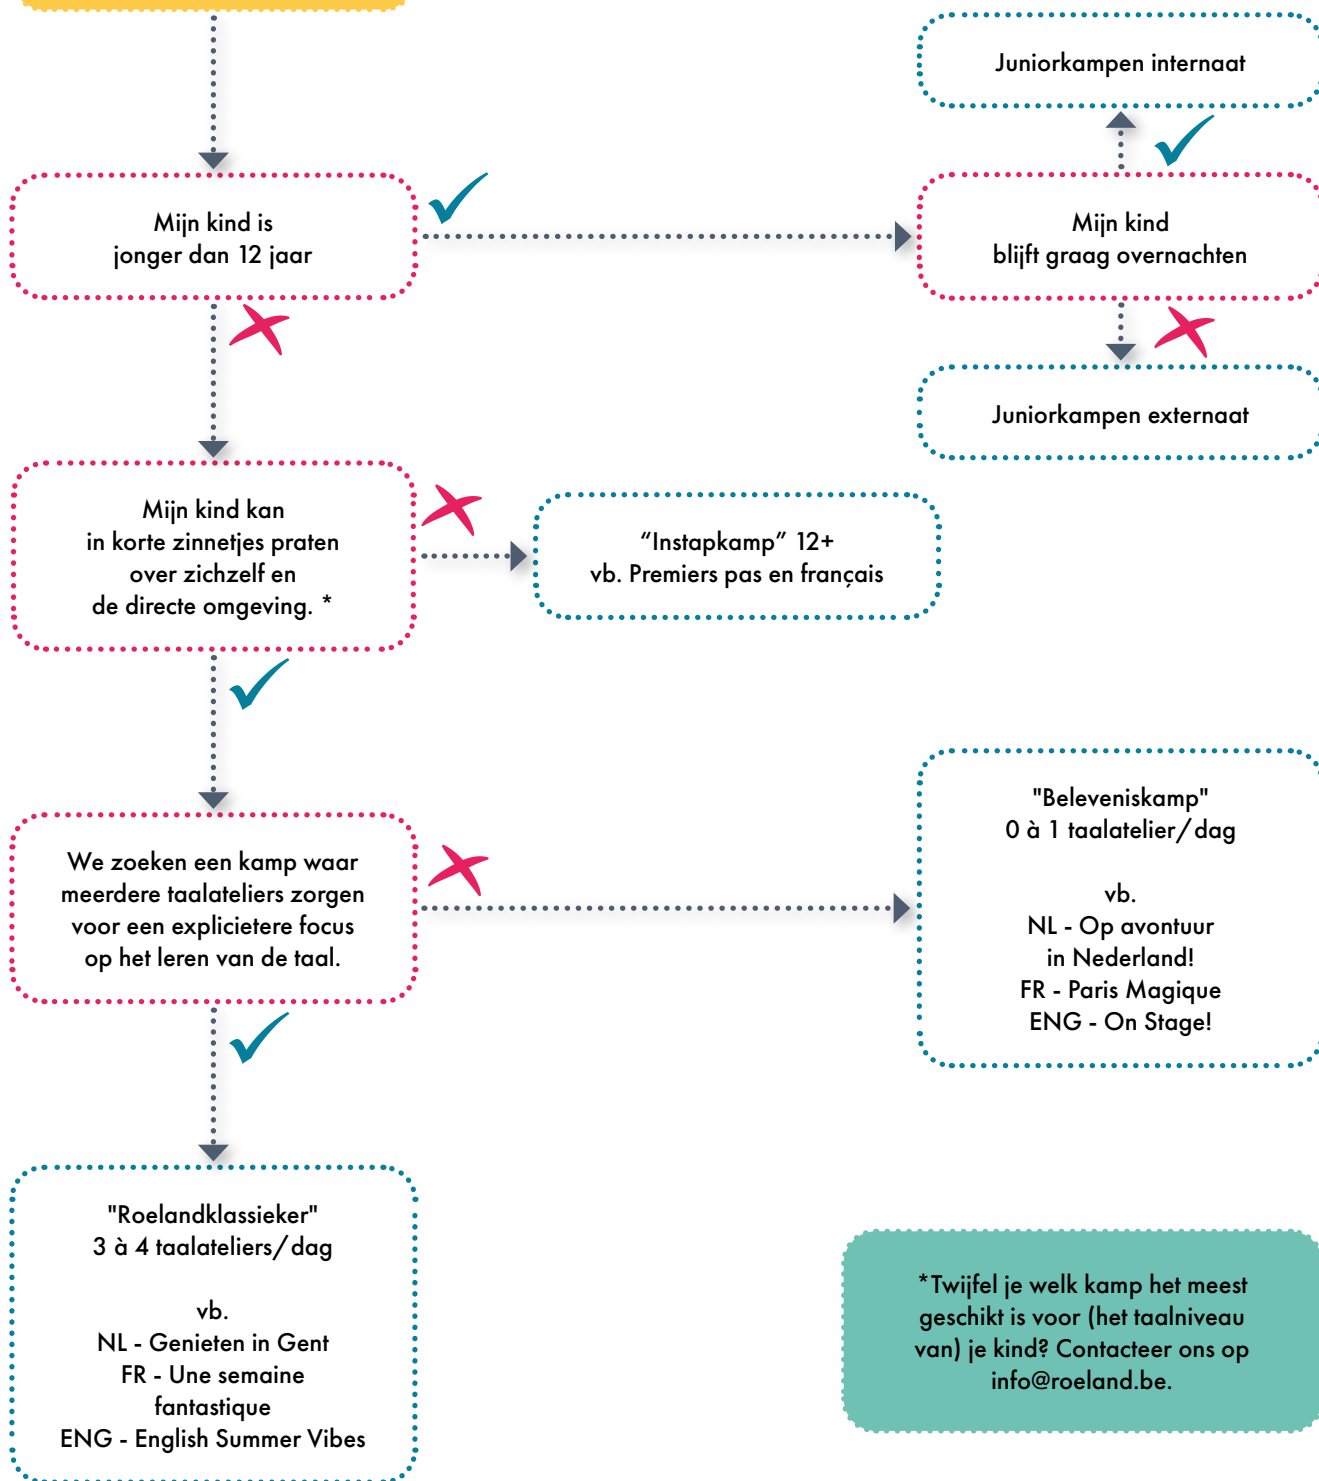 Juniorkampen internaat
Mijn kind is
jonger dan 12 jaar
Mijn kind
blijft graag overnachten
Juniorkampen externaat
Mijn kind kan
in korte zinnetjes praten
over zichzelf en
de directe omgeving. *
“Instapkamp” 12+
vb. Premiers pas en français
We zoeken een kamp waar
meerdere taalateliers zorgen
voor een explicietere focus
op het leren van de taal.
"Beleveniskamp"
0 à 1 taalatelier/dag
vb.
NL - Op avontuur
in Nederland!
FR - Paris Magique
ENG - On Stage!
"Roelandklassieker"
3 à 4 taalateliers/dag
vb.
NL - Genieten in Gent
FR - Une semaine
fantastique
ENG - English Summer Vibes
*Twijfel je welk kamp het meest
geschikt is voor (het taalniveau
van) je kind? Contacteer ons op
info@roeland.be.